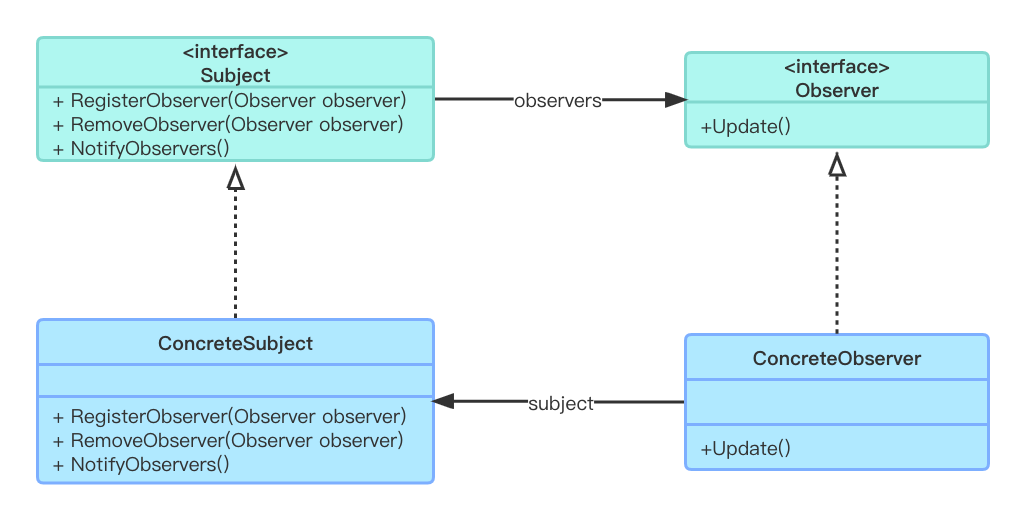 <interface>
Subject
+ RegisterObserver(Observer observer)
+ RemoveObserver(Observer observer)
+ NotifyObservers()
observers
<interface>
Observer
+Update()
ConcreteSubject
+ RegisterObserver(Observer observer)
+ RemoveObserver(Observer observer)
+ NotifyObservers()
subject
ConcreteObserver
+Update()